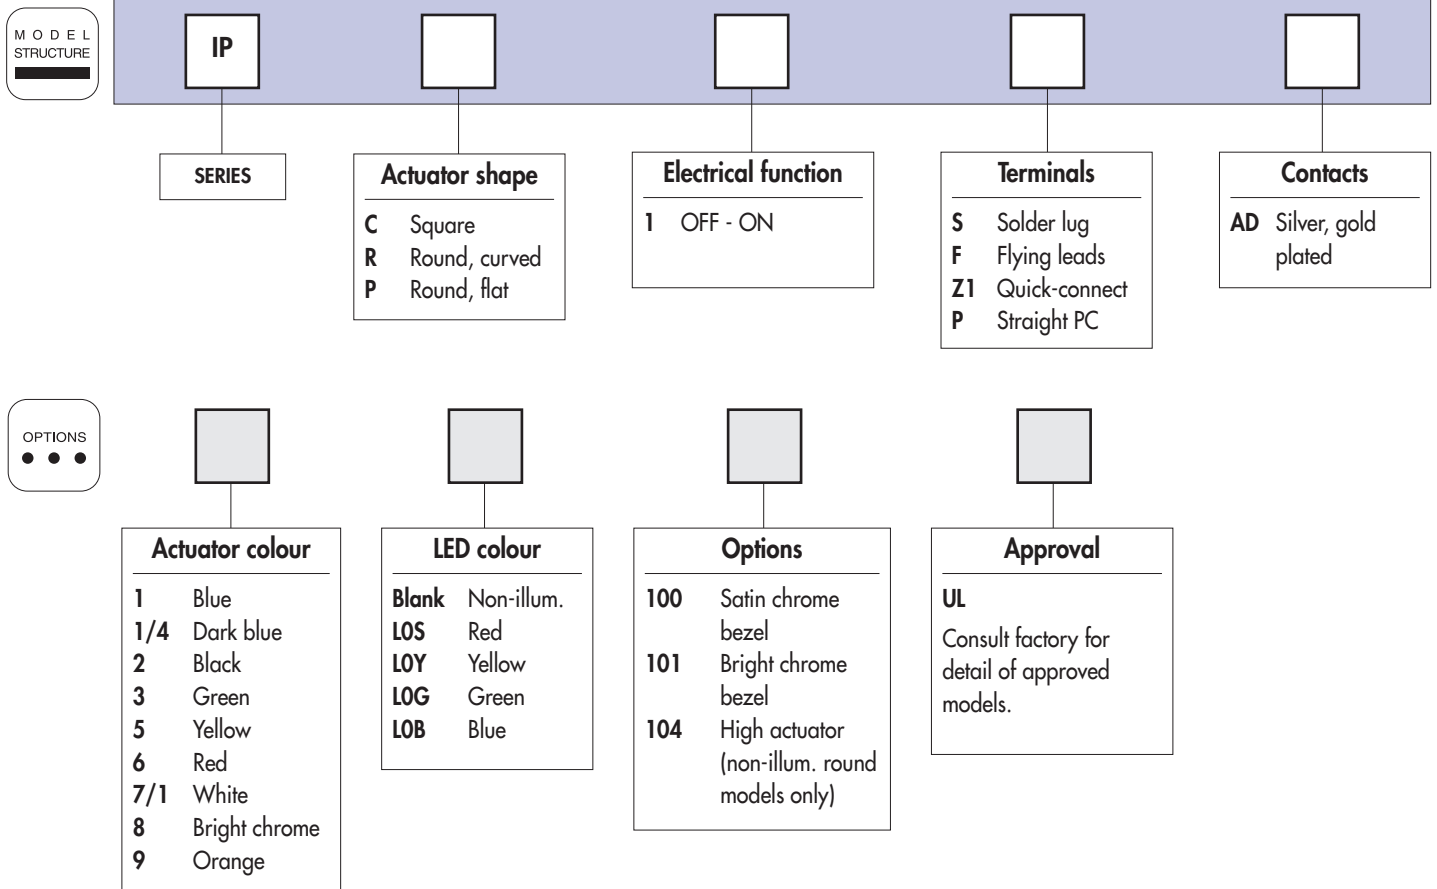 MODEL
STRUCTURE
IP
SERIES
Actuator shape
C Square
R Round, curved
P Round, flat
Electrical function
1 OFF - ON
Terminals
S Solder lug
F Flying leads
Z1 Quick-connect
P Straight PC
Contacts
AD Silver, gold
plated
OPTIONS
Actuator colour
1 Blue
1/4 Dark blue
2 Black
3 Green
5 Yellow
6 Red
7/1 White
8 Bright chrome
9 Orange
LED colour
Blank Non-illum.
L0S Red
L0Y Yellow
L0G Green
L0B Blue
Options
100 Satin chrome
bezel
101 Bright chrome
bezel
104 High actuator
(non-illum. round
models only)
Approval
UL
Consult factory for
detail of approved
models.